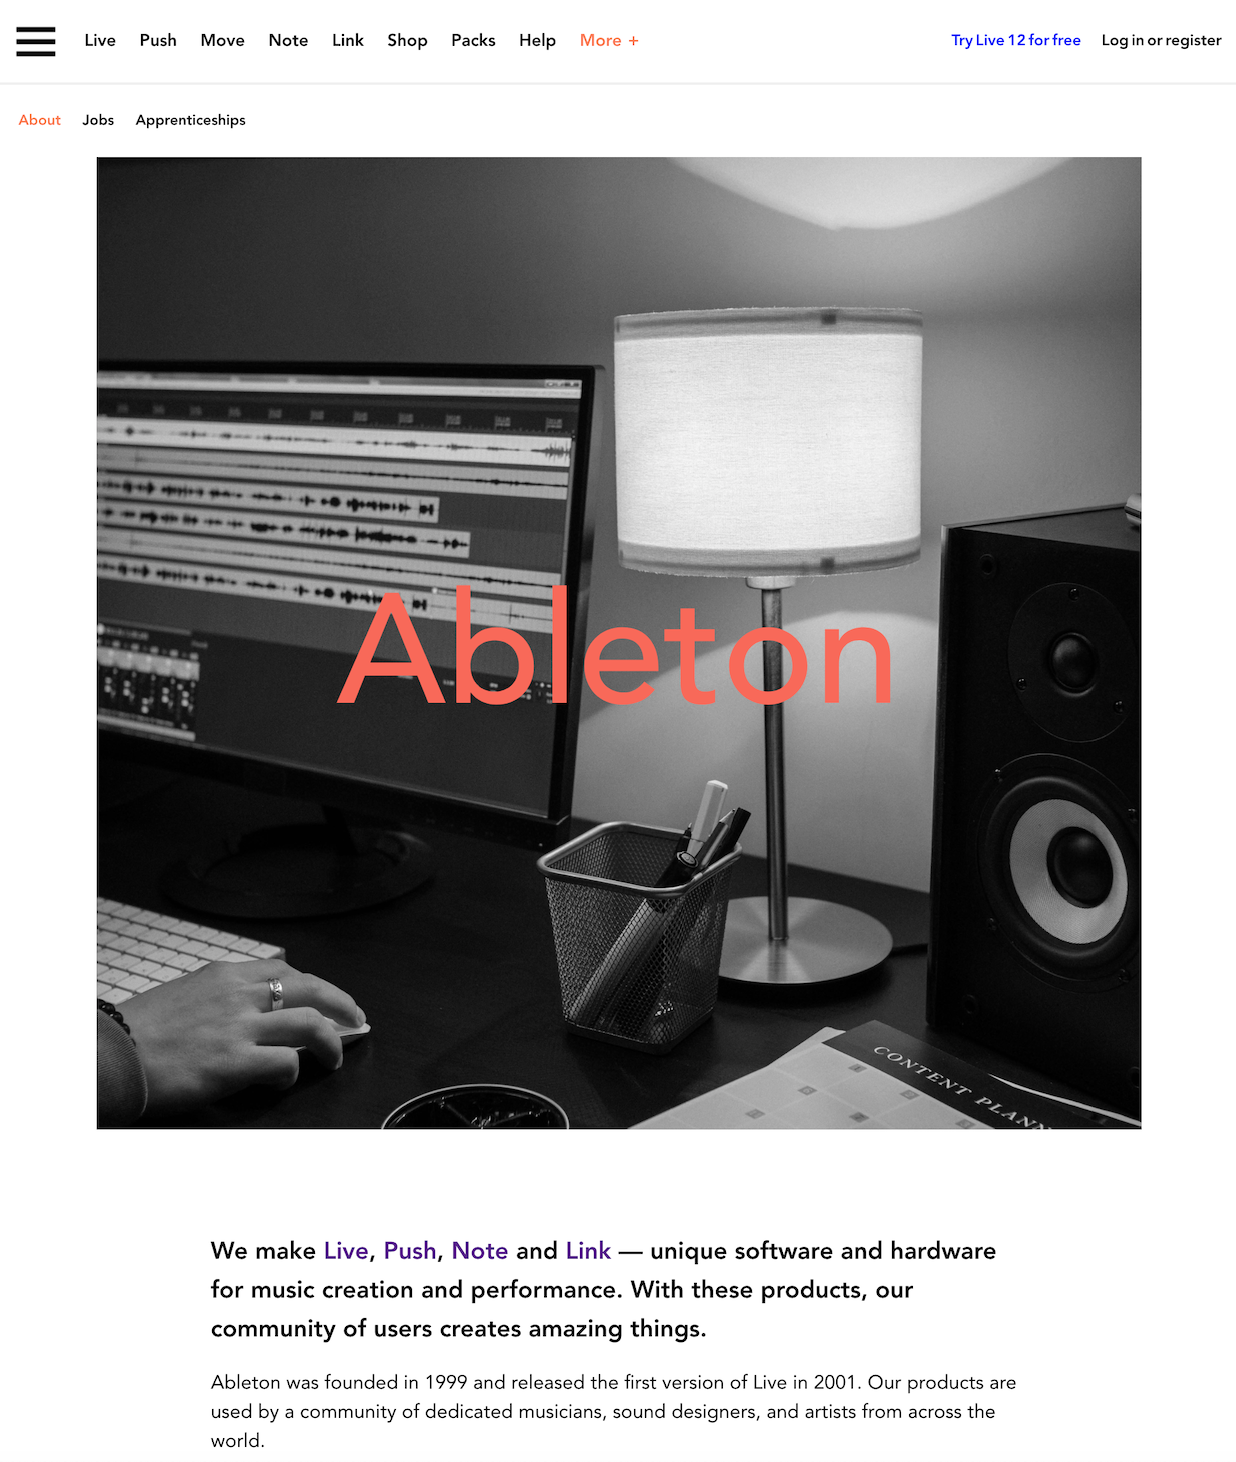 Live Push Move Note Link Shop Packs Help More +
Try Live 12 for free Log in or register
About Jobs Apprenticeships
Ableton
CONTENT PLANN
We make Live, Push, Note and Link — unique software and hardware
for music creation and performance. With these products, our
community of users creates amazing things.
Ableton was founded in 1999 and released the first version of Live in 2001. Our products are
used by a community of dedicated musicians, sound designers, and artists from across the
world.